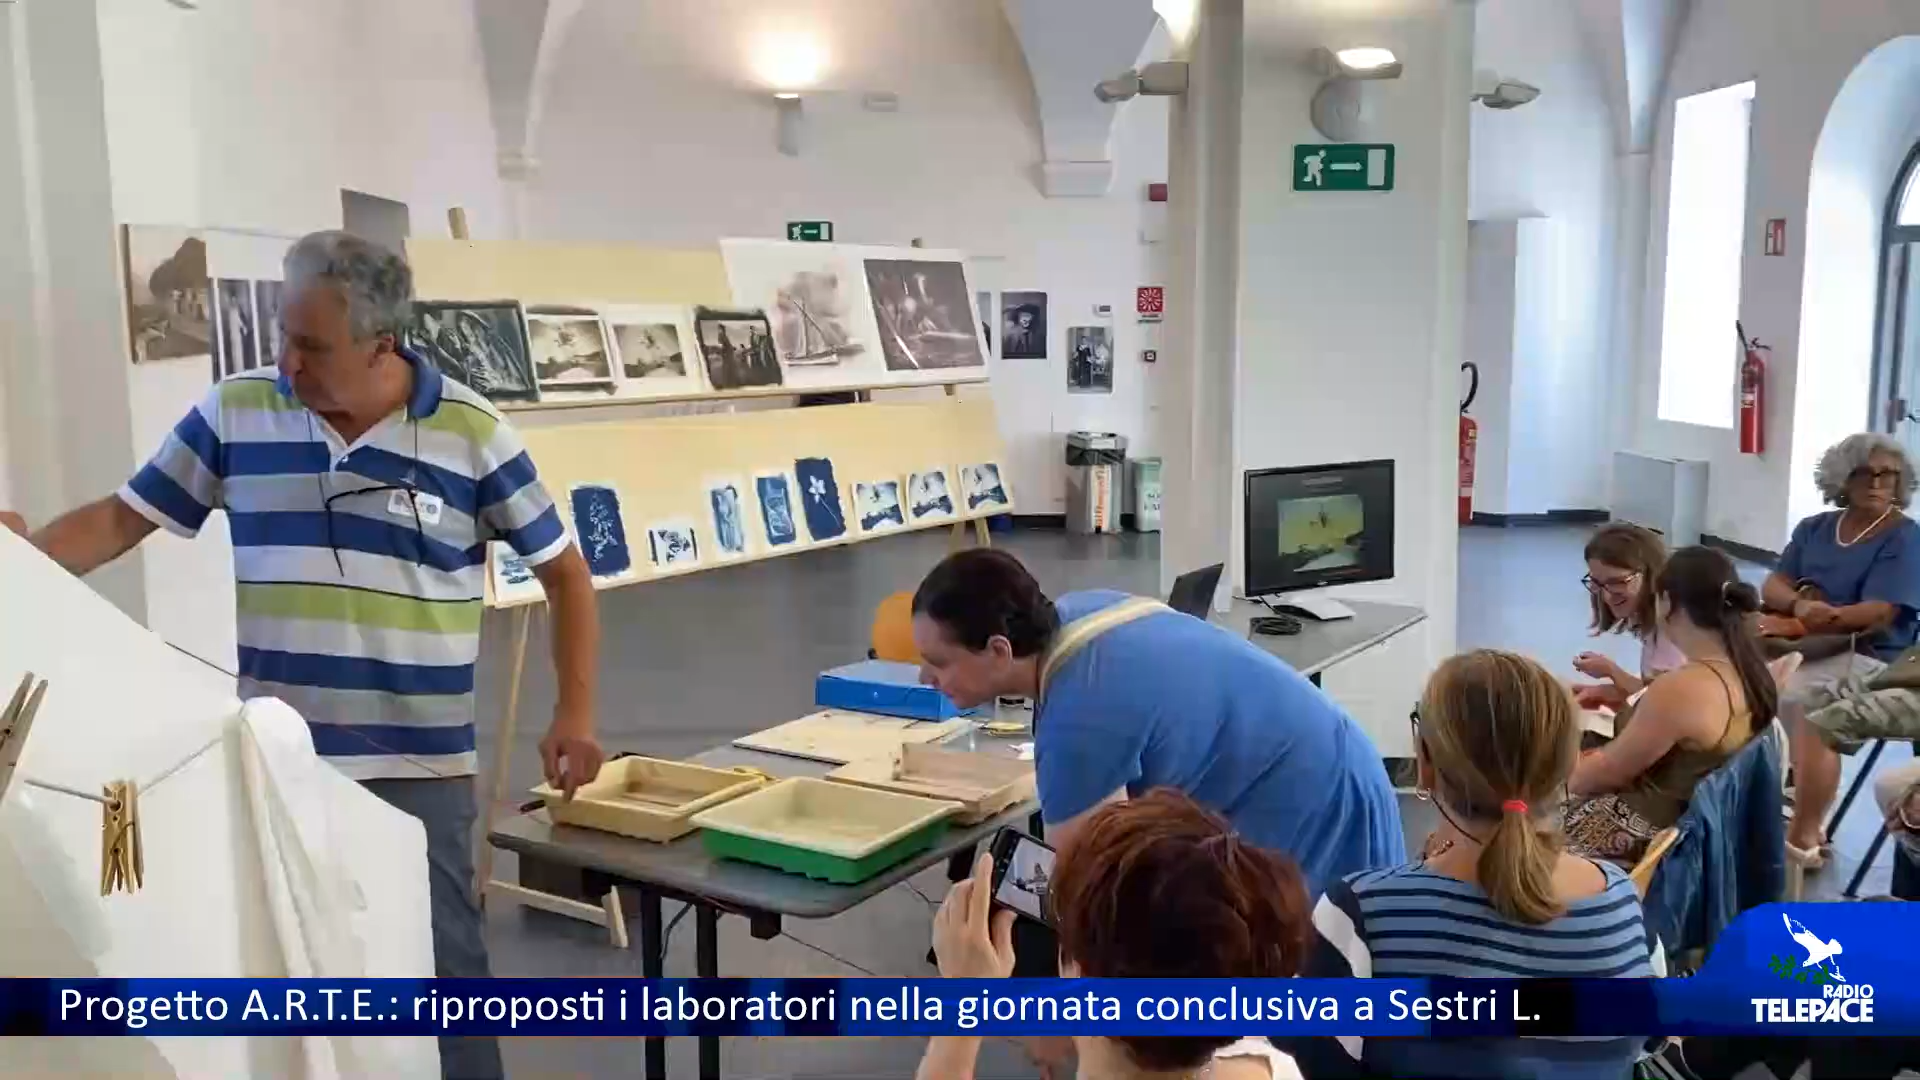 Progetto A.R.T.E.: riproposti i laboratori nella giornata conclusiva a Sestri L.
RADIO
TELEPACE